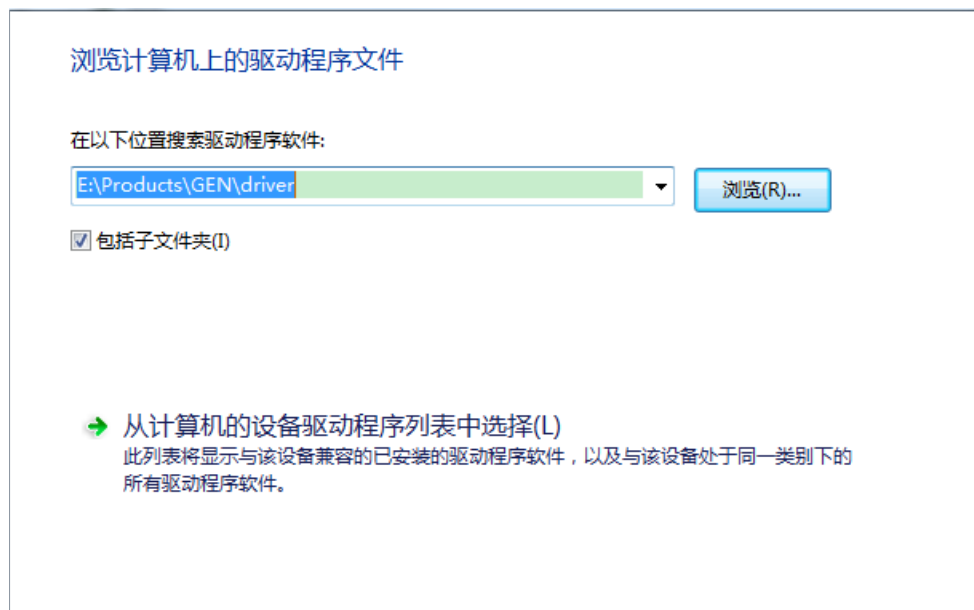 浏览计算机上的驱动程序文件
在以下位置搜索驱动程序软件:
E:\Products\GEN\driver
浏览(R)...
包括子文件夹(I)
从计算机的设备驱动程序列表中选择(L)
此列表将显示与该设备兼容的已安装的驱动程序软件，以及与该设备处于同一类别下的
所有驱动程序软件。